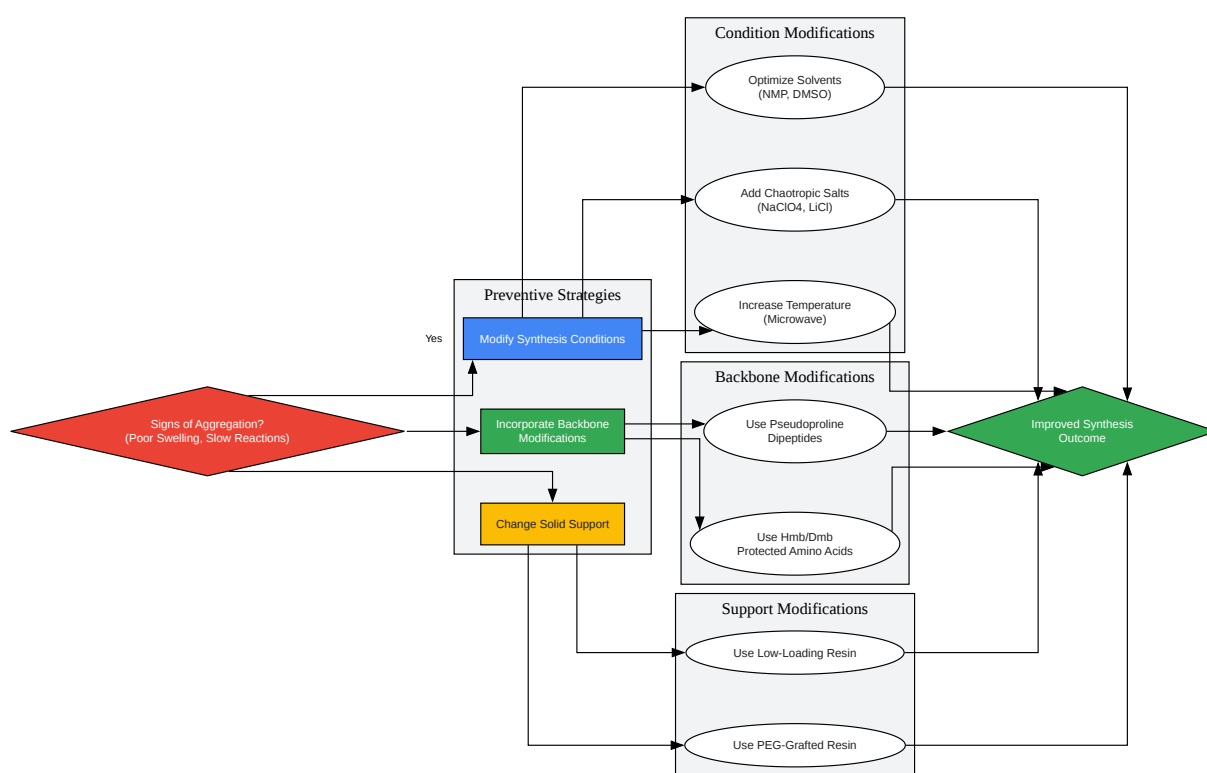 Condition Modifications
Optimize Solvents
(NMP, DMSO)
Add Chaotropic Salts
(NaClO4, LiCl)
Increase Temperature
(Microwave)
Preventive Strategies
Yes
Modify Synthesis Conditions
Incorporate Backbone
Modifications
Change Solid Support
Signs of Aggregation?
(Poor Swelling, Slow Reactions)
Backbone Modifications
Use Pseudoproline
Dipeptides
Use Hmb/Dmb
Protected Amino Acids
Improved Synthesis
Outcome
Support Modifications
Use Low-Loading Resin
Use PEG-Grafted Resin